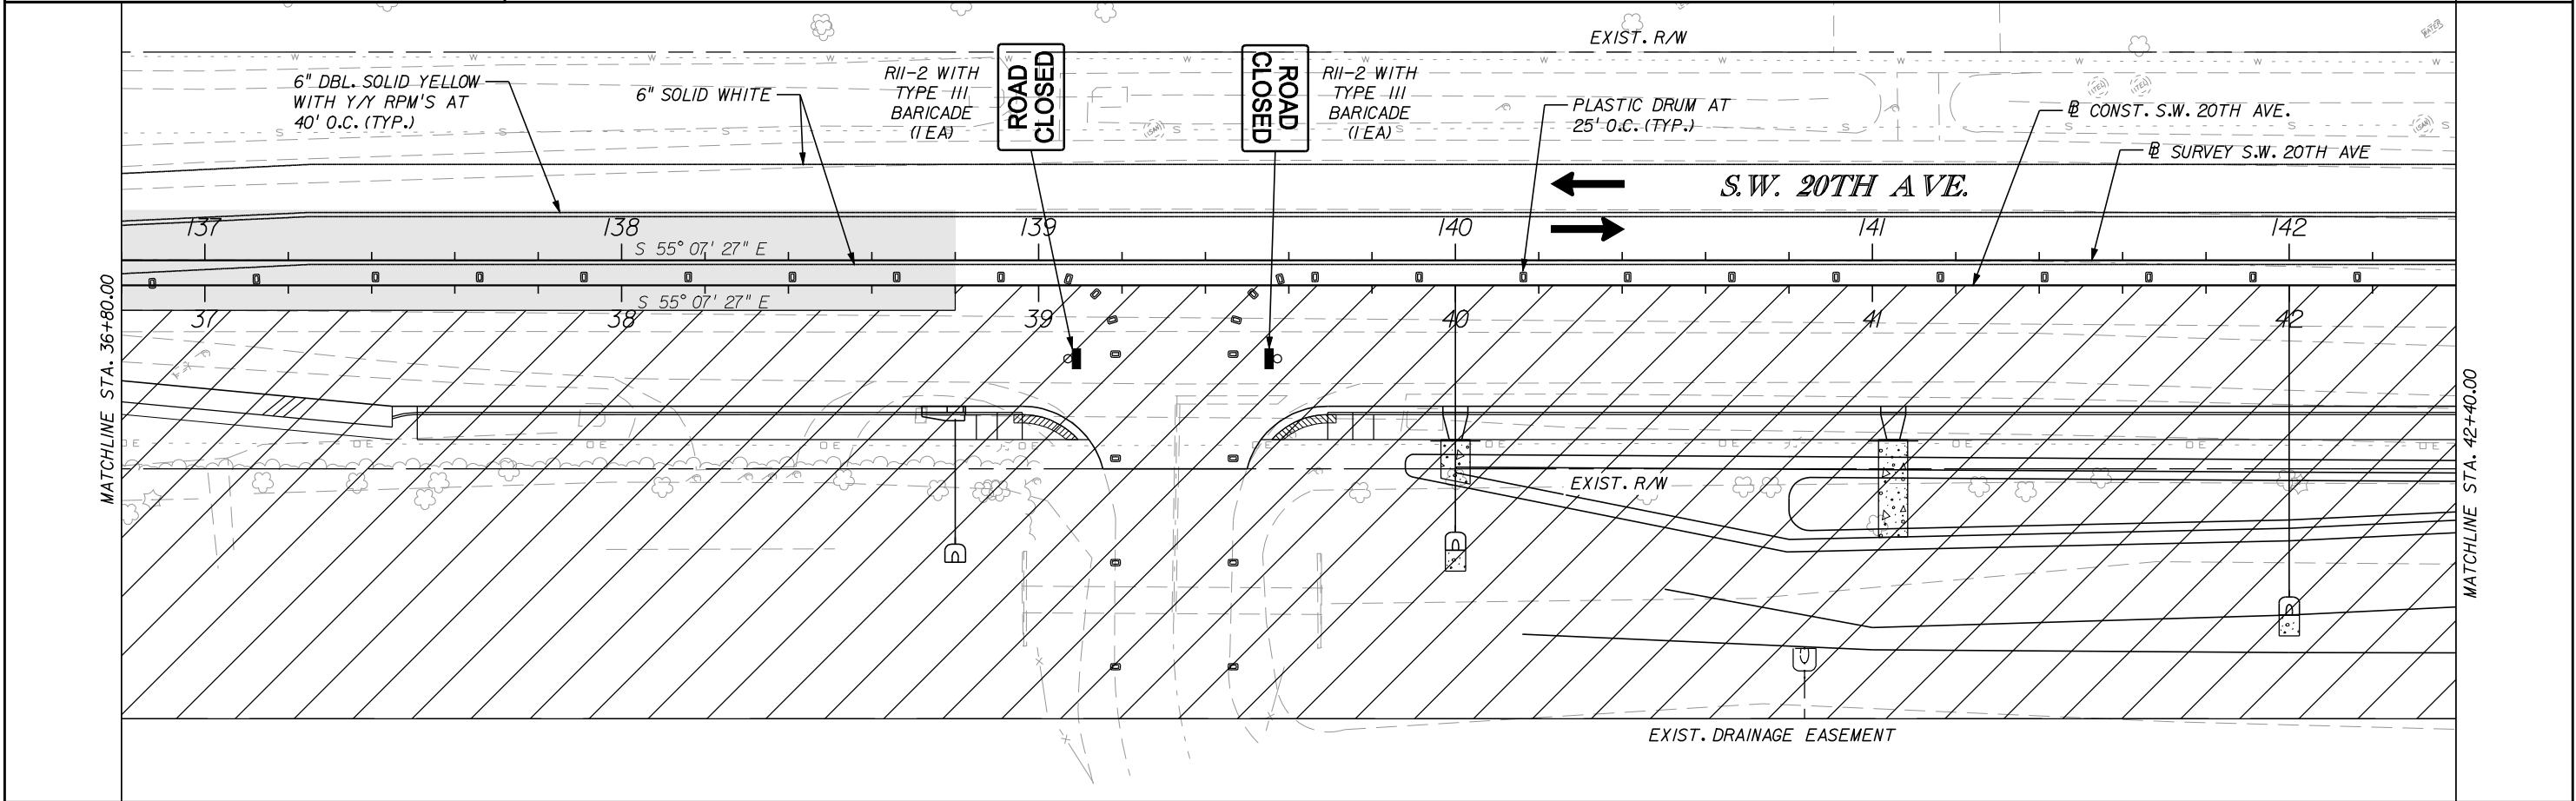 EXIST. R/W
6" DBL. SOLID YELLOW
WITH Y/Y RPM'S AT
40' O.C. (TYP.)
6" SOLID WHITE
R11-2 WITH
TYPE III
BARICADE
(1 EA)
ROAD
CLOSED
ROAD
CLOSED
R11-2 WITH
TYPE III
BARICADE
(1 EA)
PLASTIC DRUM AT
25' O.C. (TYP.)
BL CONST. S.W. 20TH AVE.
BL SURVEY S.W. 20TH AVE
S.W. 20TH AVE.
137
138
139
140
141
142
S 55° 07' 27" E
S 55° 07' 27" E
37
38
39
40
41
42
MATCHLINE STA. 36+80.00
MATCHLINE STA. 42+40.00
EXIST. R/W
EXIST. DRAINAGE EASEMENT